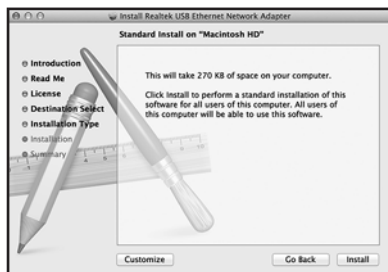 Install Realtek USB Ethernet Network Adapter
Standard Install on "Macintosh HD"
Introduction
Read Me
License
Destination Select
Installation Type
Installation
Summary
This will take 270 KB of space on your computer.
Click Install to perform a standard installation of this
software for all users of this computer. All users of
this computer will be able to use this software.
Customize
Go Back
Install